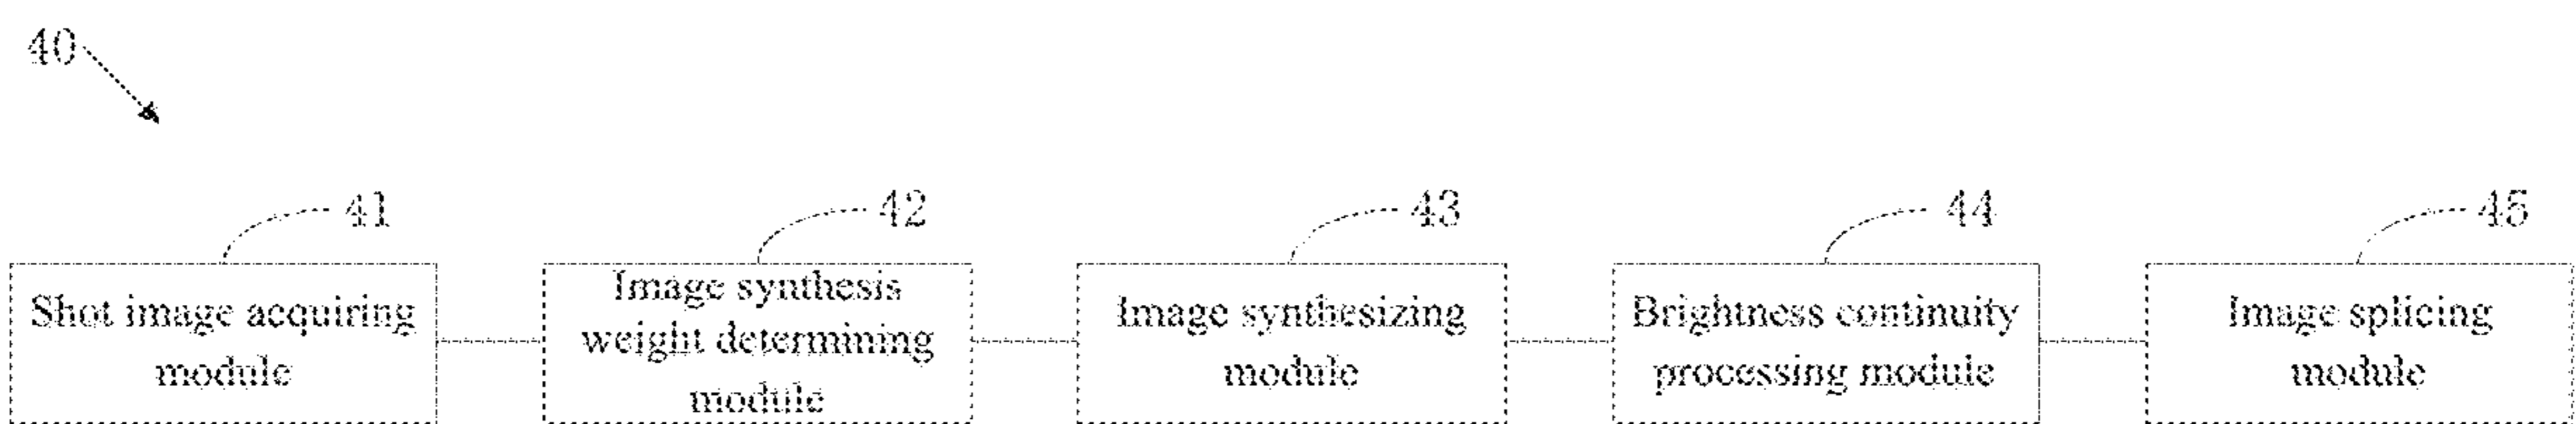 40
41
42
43
44
45
Shot image acquiring
module
Image synthesis
weight determining
module
Image synthesizing
module
Brightness continuity
processing module
Image splicing
module